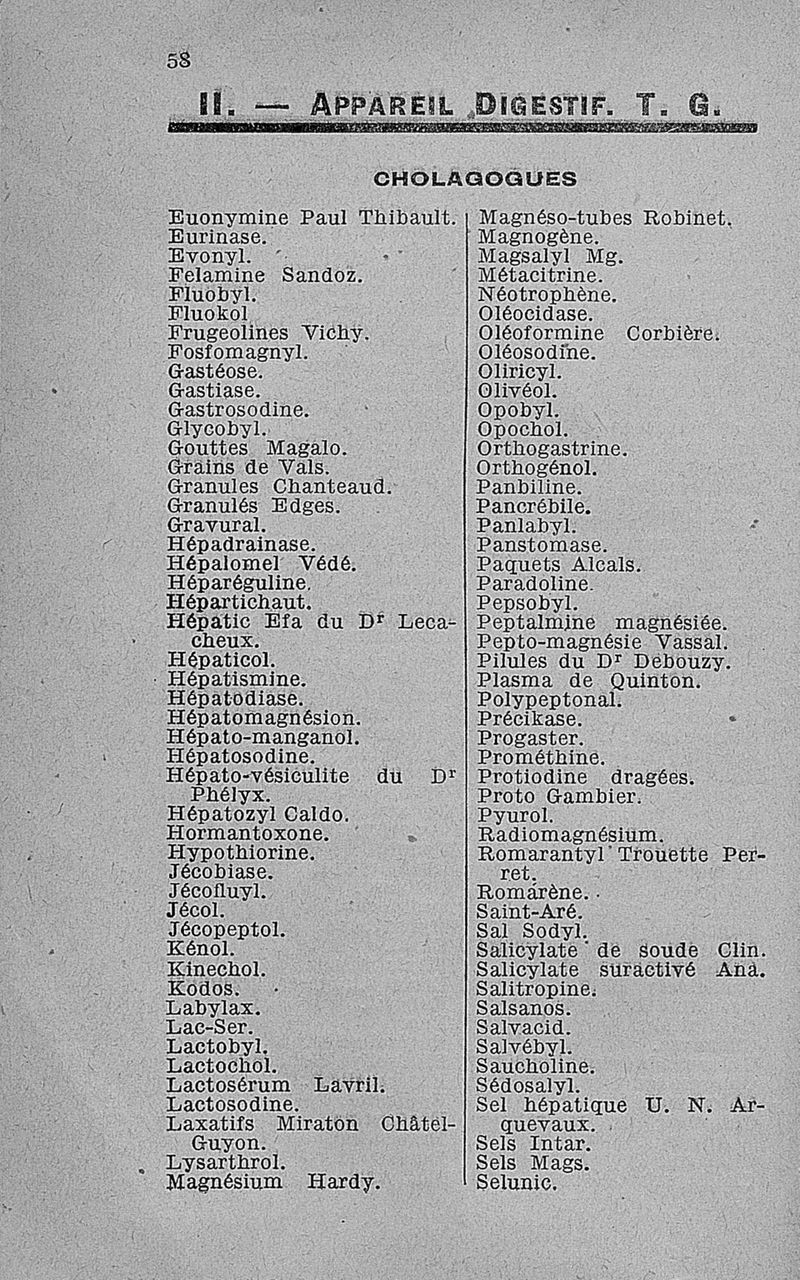 58
II. — APPAREIL DIGESTIF. T. G.
CHOLAGOGUES
Euonymine Paul Thibault.
Eurinase.
Evonyl.
Felamine Sandoz.
Fluobyl.
Fluokol
Frugeolines Vichy.
Fosfomagnyl.
Gastéose.
Gastiase.
Gastrosodine.
Glycobyl.
Gouttes Magalo.
Grains de Vals.
Granules Chanteaud.
Granulés Edges.
Gravural.
Hépadrainase.
Hépalomel Védé.
Héparéguline.
Hépartichaut.
Hépatic Efa du Dr Leca-
cheux.
Hépaticol.
Hépatismine.
Hépatodiase.
Hépatomagnésion.
Hépato-manganol.
Hépatosodine.
Hépato-vésiculite du Dr
Phélyx.
Hépatozyl Caldo.
Hormantoxone.
Hypothiorine.
Jécobiase.
Jécofluyl.
Jécol.
Jécopeptol.
Kénol.
Kinechol.
Kodos.
Labylax.
Lac-Ser.
Lactobyl.
Lactochol.
Lactosérum Lavril.
Lactosodine.
Laxatifs Miraton Châtel-
Guyon.
Lysarthrol.
Magnésium Hardy.
Magnéso-tubes Robinet.
Magnogène.
Magsalyl Mg.
Métacitrine.
Néotrophène.
Oléocidase.
Oléoformine Corbière.
Oléosodine.
Oliricyl.
Olivéol.
Opobyl.
Opochol.
Orthogastrine.
Orthogénol.
Panbiline.
Pancrébile.
Panlabyl.
Panstomase.
Paquets Alcals.
Paradoline.
Pepsobyl.
Peptalmine magnésiée.
Pepto-magnésie Vassal.
Pilules du Dr Debouzy.
Plasma de Quinton.
Polypeptonal.
Précikase.
Progaster.
Prométhine.
Protiodine dragées.
Proto Gambier.
Pyurol.
Radiomagnésium.
Romarantyl Trouette Per-
ret.
Romarène.
Saint-Aré.
Sal Sodyl.
Salicylate de soude Clin.
Salicylate suractivé Ana.
Salitropine.
Salsanos.
Salvacid.
Salvébyl.
Saucholine.
Sédosalyl.
Sel hépatique U. N. Ar-
quevaux.
Sels Intar.
Sels Mags.
Selunic.